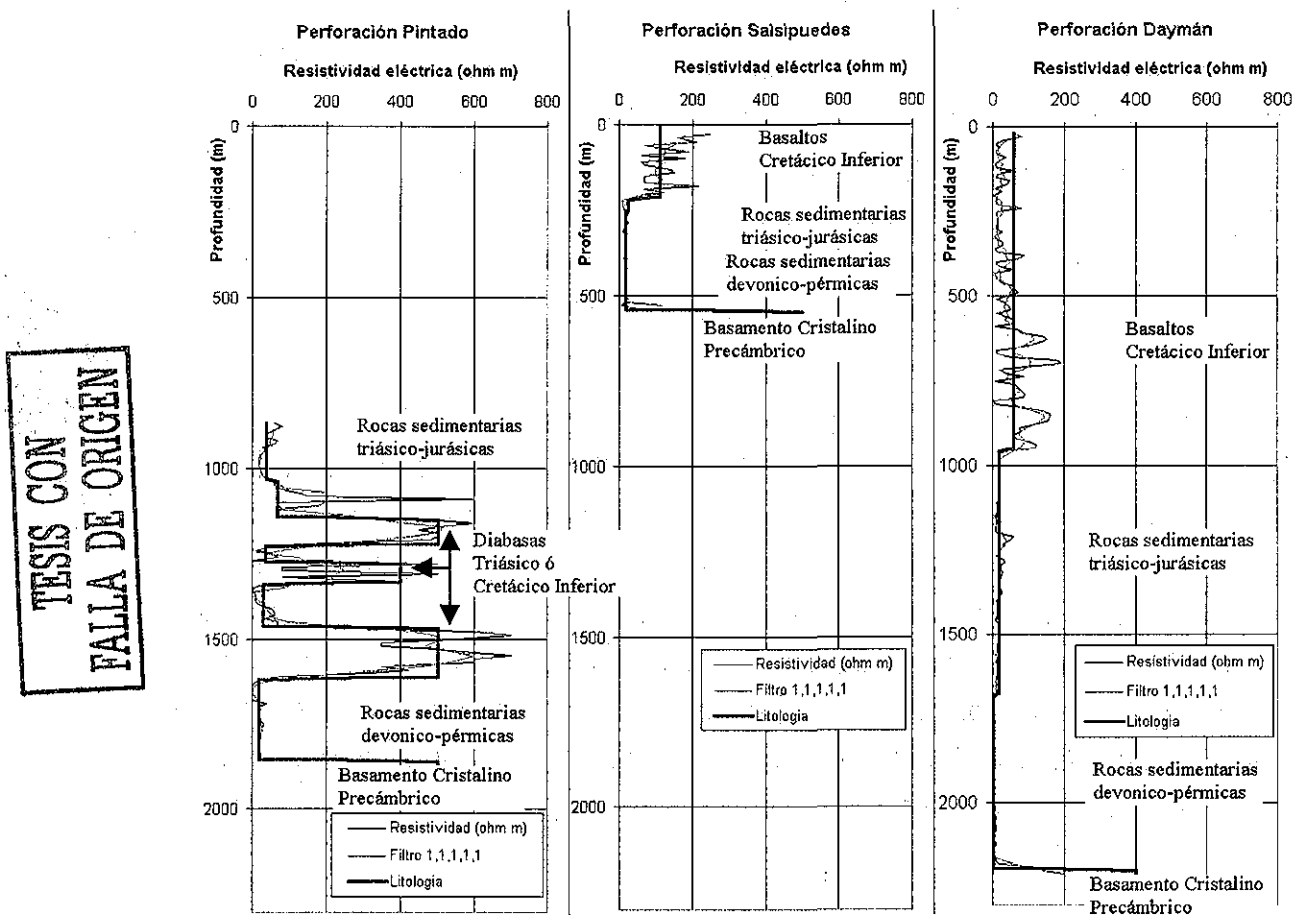 TESIS CON
FALLA DE ORIGEN
Perforación Pintado
Resistividad eléctrica (ohm m)
0 200 400 600 800
Profundidad (m)
0
500
1000
1500
2000
Rocas sedimentarias
triásico-jurásicas
Diabasas
Triásico ó
Cretácico Inferior
Rocas sedimentarias
devonico-pérmicas
Basamento Cristalino
Precámbrico
Resistividad (ohm m)
Filtro 1,1,1,1,1
Litologia
Perforación Salsipuedes
Resistividad eléctrica (ohm m)
0 200 400 600 800
Profundidad (m)
0
500
1000
1500
2000
Basaltos
Cretácico Inferior
Rocas sedimentarias
triásico-jurásicas
Rocas sedimentarias
devonico-pérmicas
Basamento Cristalino
Precámbrico
Resistividad (ohm m)
Filtro 1,1,1,1,1
Litologia
Perforación Daymán
Resistividad eléctrica (ohm m)
0 200 400 600 800
Profundidad (m)
0
500
1000
1500
2000
Basaltos
Cretácico Inferior
Rocas sedimentarias
triásico-jurásicas
Resistividad (ohm m)
Filtro 1,1,1,1,1
Litologia
Rocas sedimentarias
devonico-pérmicas
Basamento Cristalino
Precámbrico